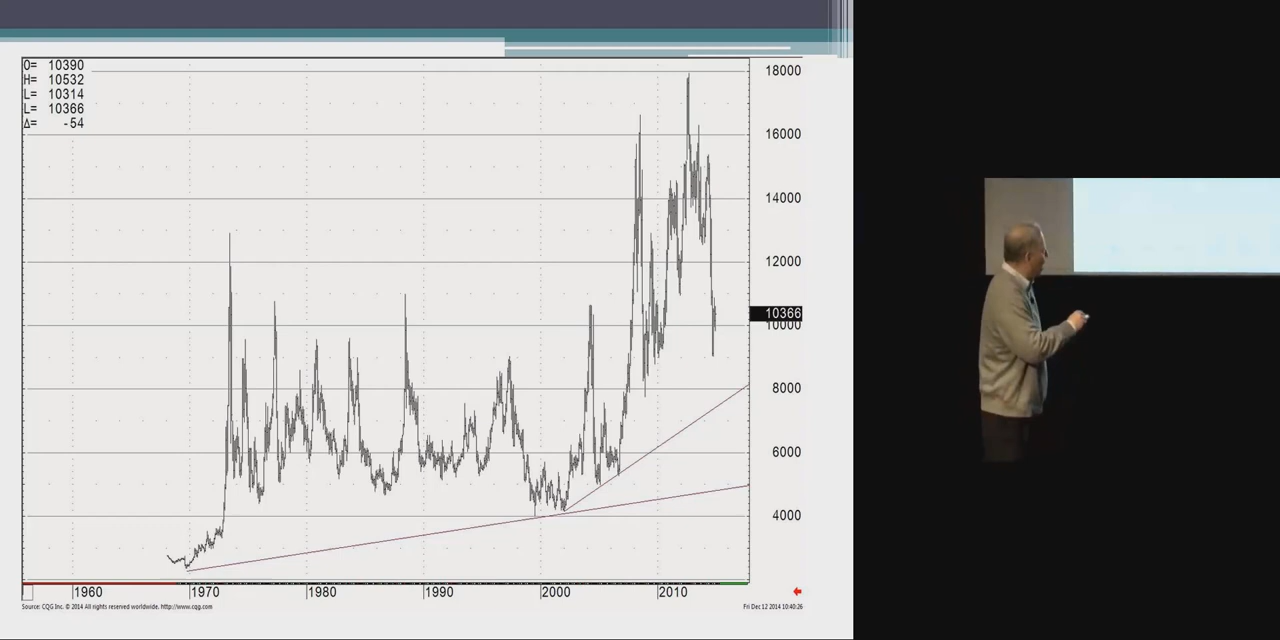 O= 10390
H= 10532
L= 10314
L= 10366
Δ= -54
18000
16000
14000
12000
10366
10000
8000
6000
4000
1960 1970 1980 1990 2000 2010
Source: CQG Inc. © 2014 All rights reserved worldwide. http://www.cqg.com
Fri Dec 12 2014 10:40:26